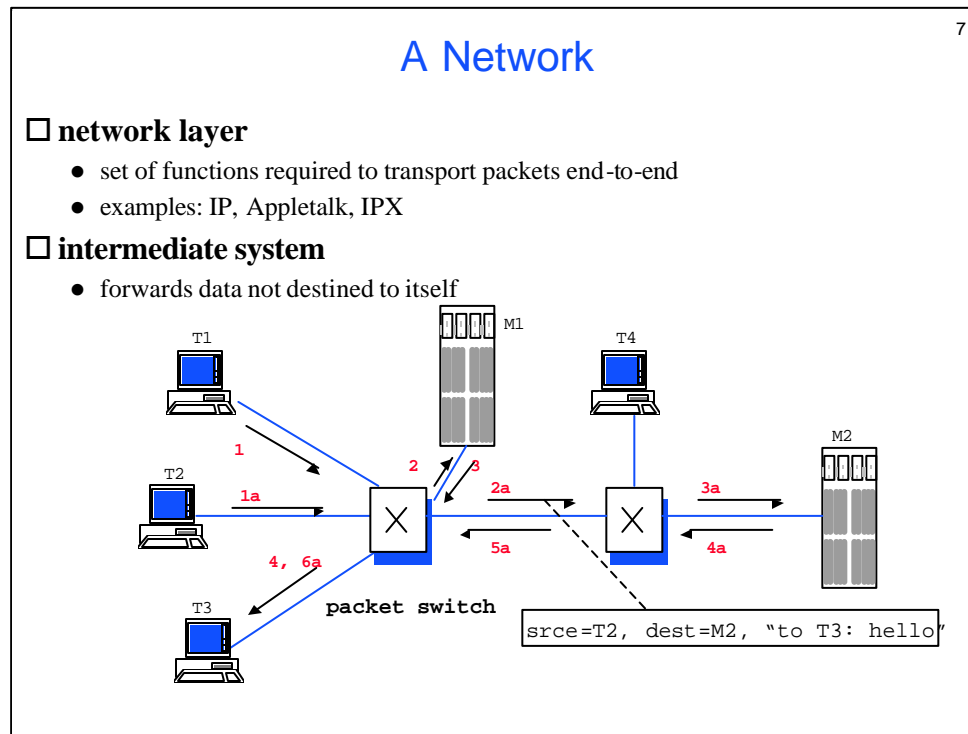 7
A Network
network layer
set of functions required to transport packets end-to-end
examples: IP, Appletalk, IPX
intermediate system
forwards data not destined to itself
M1
T1
T4
M2
1
2
3
T2
1a
2a
3a
X
X
5a
4a
4, 6a
packet switch
T3
srce=T2, dest=M2, “to T3: hello”